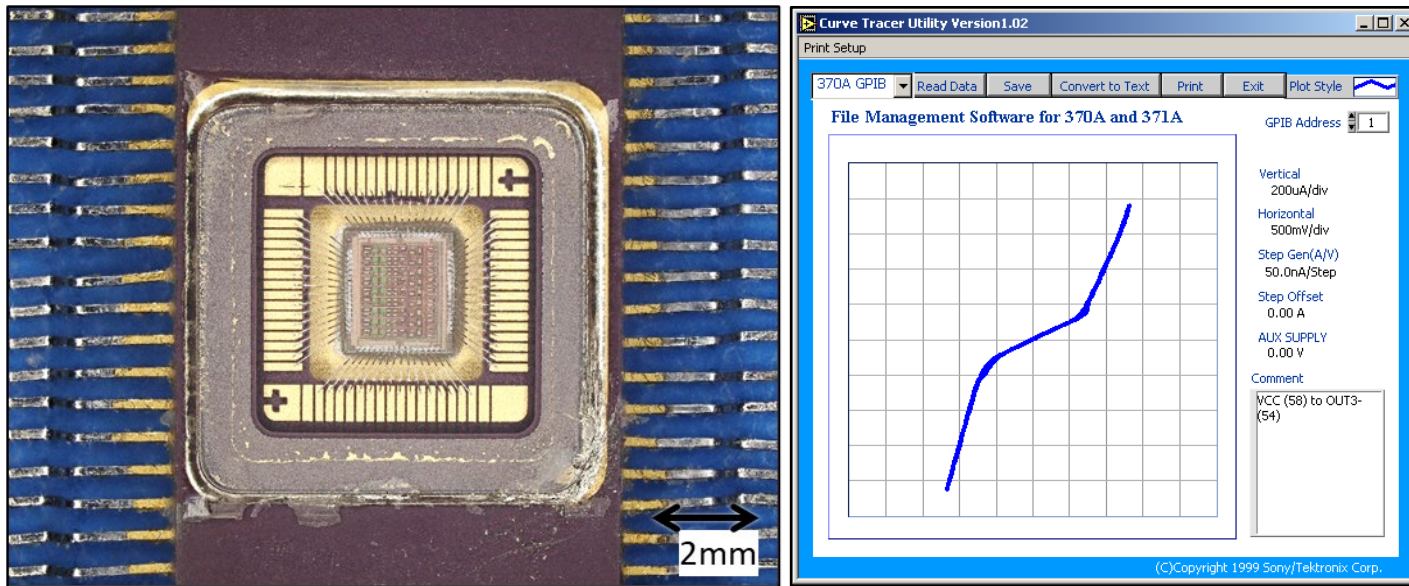 2mm
Curve Tracer Utility Version1.02
Print Setup
370A GPIB Read Data Save Convert to Text Print Exit Plot Style
File Management Software for 370A and 371A
GPIB Address 1
Vertical
200uA/div
Horizontal
500mV/div
Step Gen(A/V)
50.0nA/Step
Step Offset
0.00 A
AUX SUPPLY
0.00 V
Comment
VCC (58) to OUT3-
(54)
(C)Copyright 1999 Sony/Tektronix Corp.